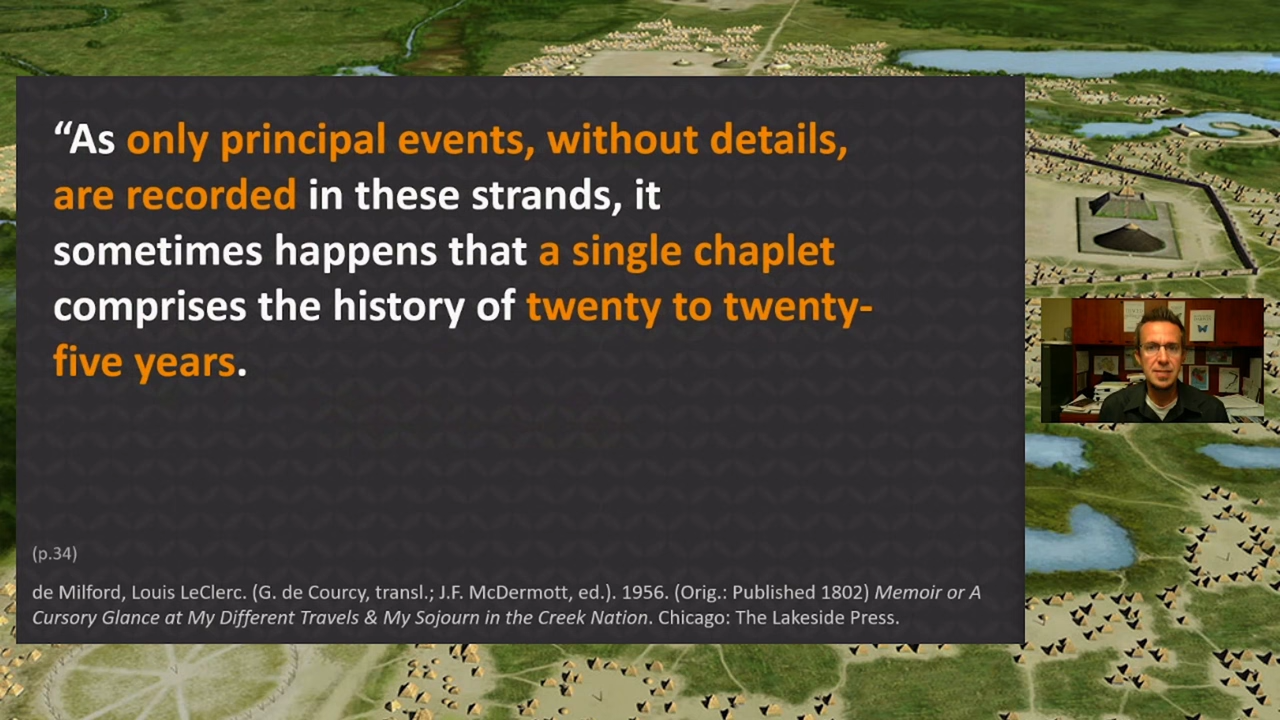 “As only principal events, without details,
are recorded in these strands, it
sometimes happens that a single chaplet
comprises the history of twenty to twenty-
five years.
(p.34)
de Milford, Louis LeClerc. (G. de Courcy, transl.; J.F. McDermott, ed.). 1956. (Orig.: Published 1802) Memoir or A
Cursory Glance at My Different Travels & My Sojourn in the Creek Nation. Chicago: The Lakeside Press.